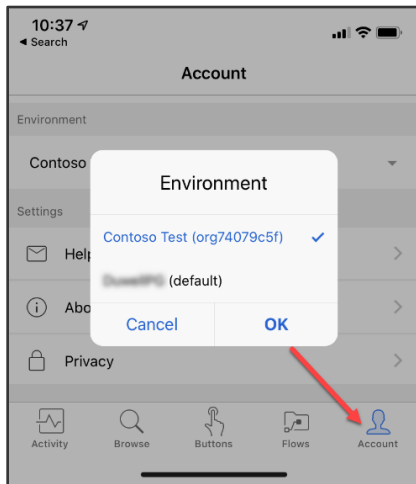 10:37
Search
Account
Environment
Contoso
Environment
Contoso Test (org74079c5f)
(default)
Settings
Help
Abo
Cancel
OK
Privacy
Activity
Browse
Buttons
Flows
Account